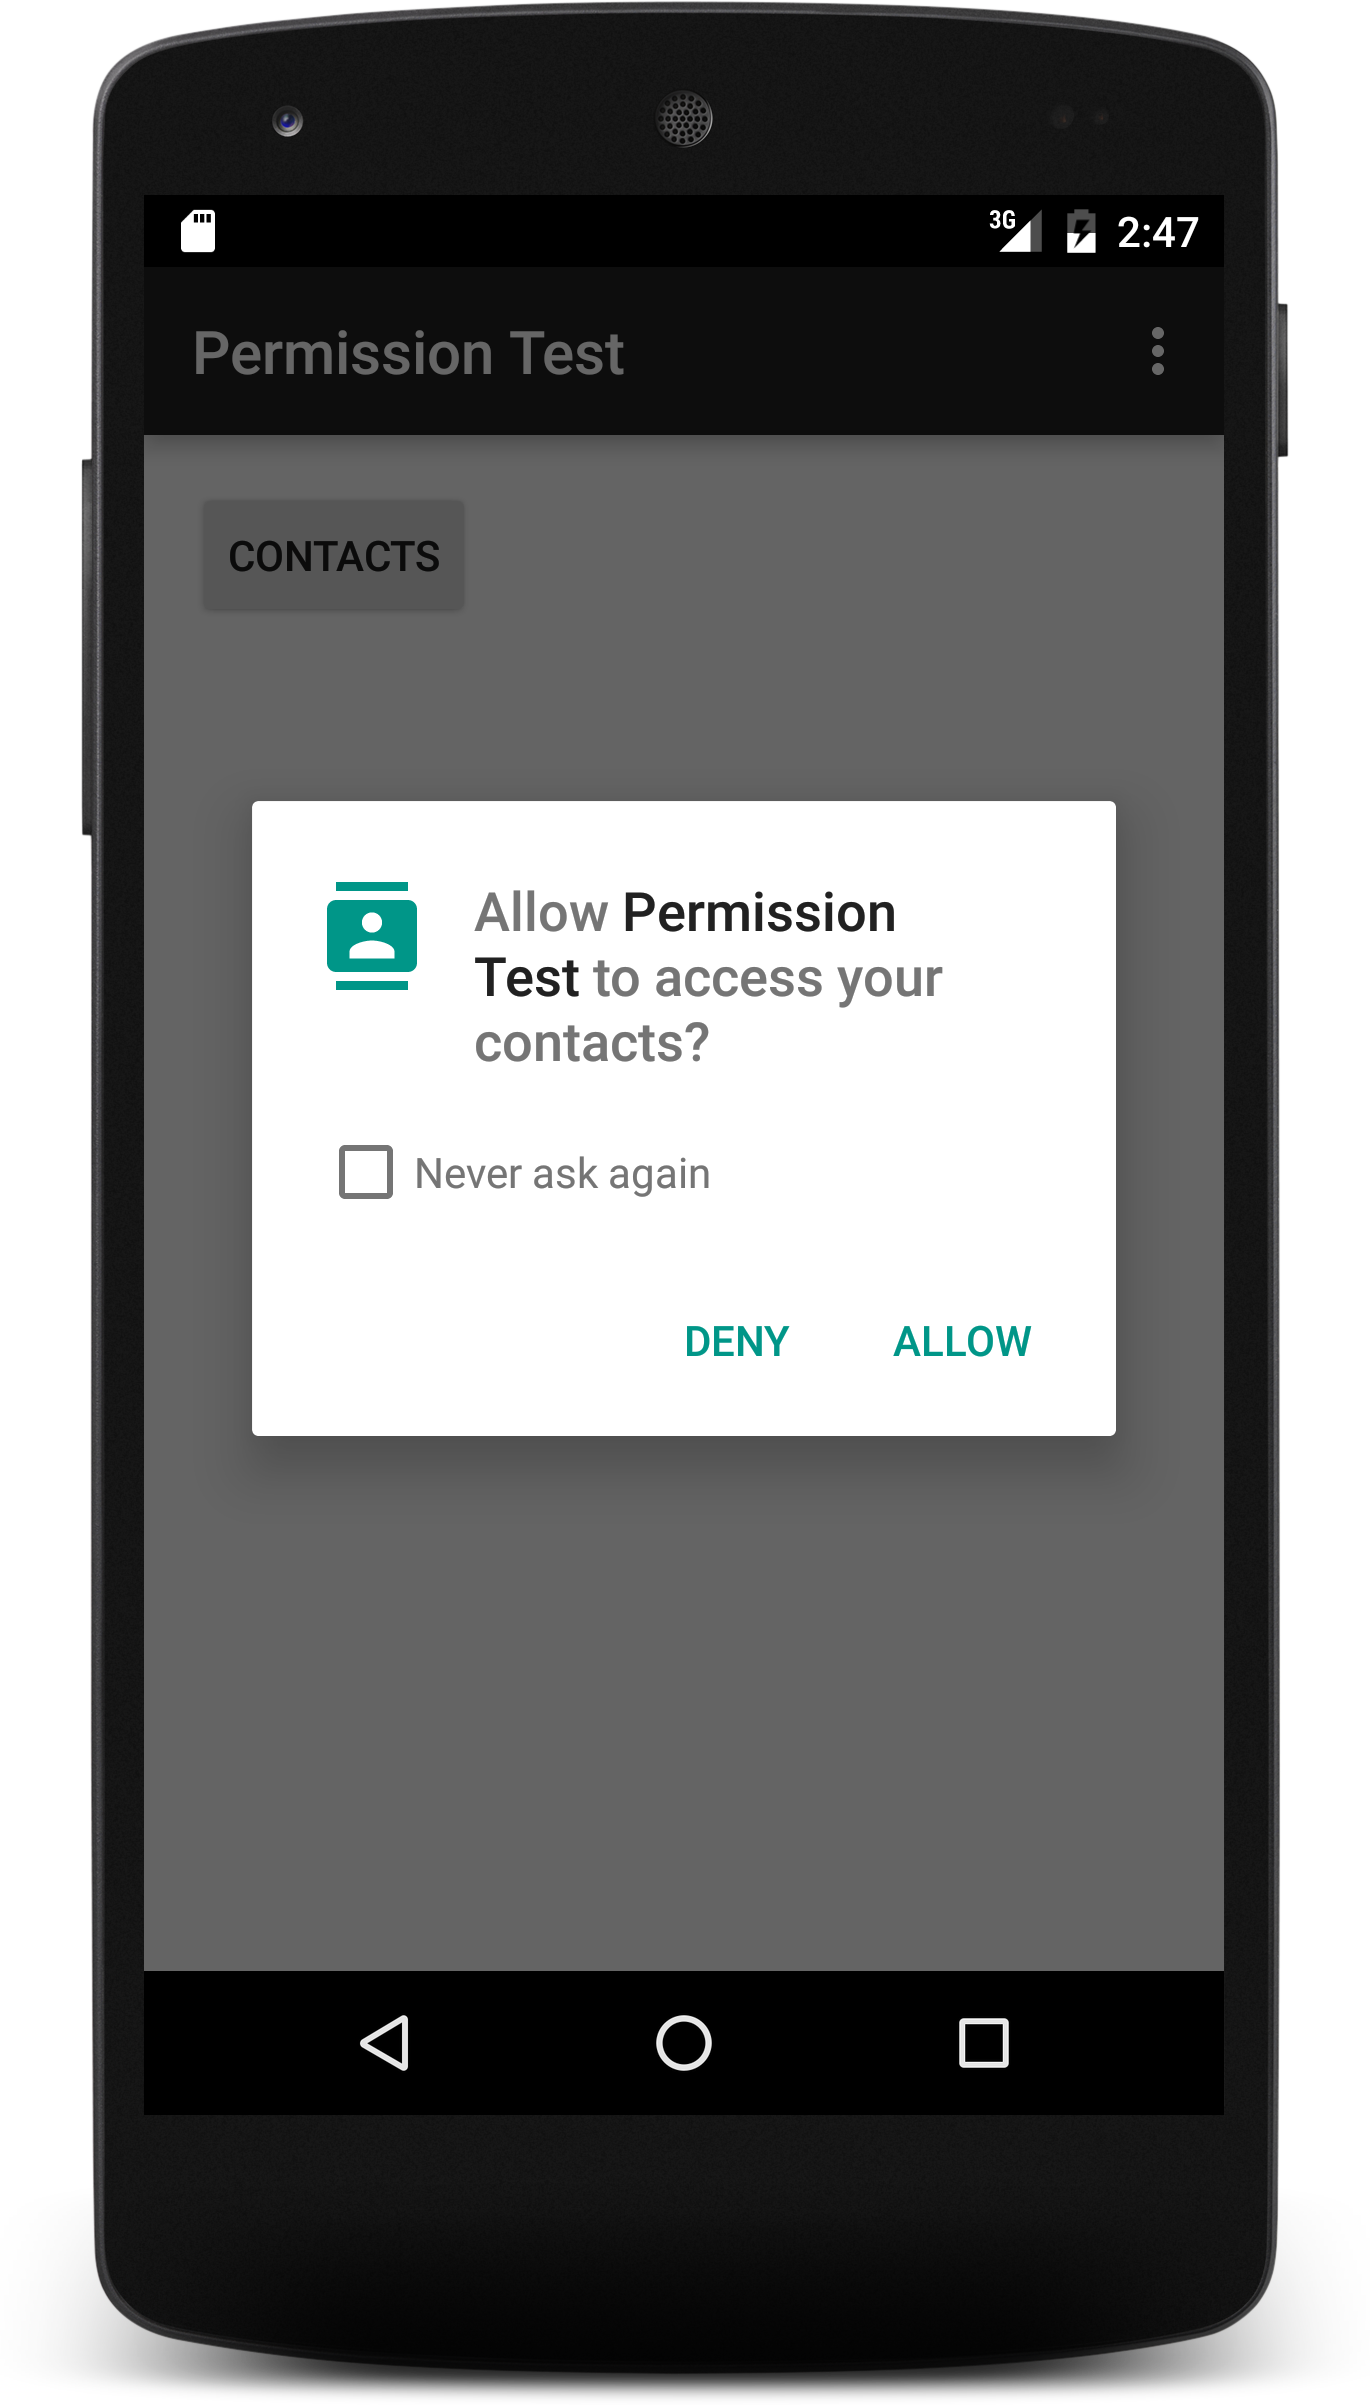 3G 2:47
Permission Test
CONTACTS
Allow Permission
Test to access your
contacts?
Never ask again
DENY ALLOW